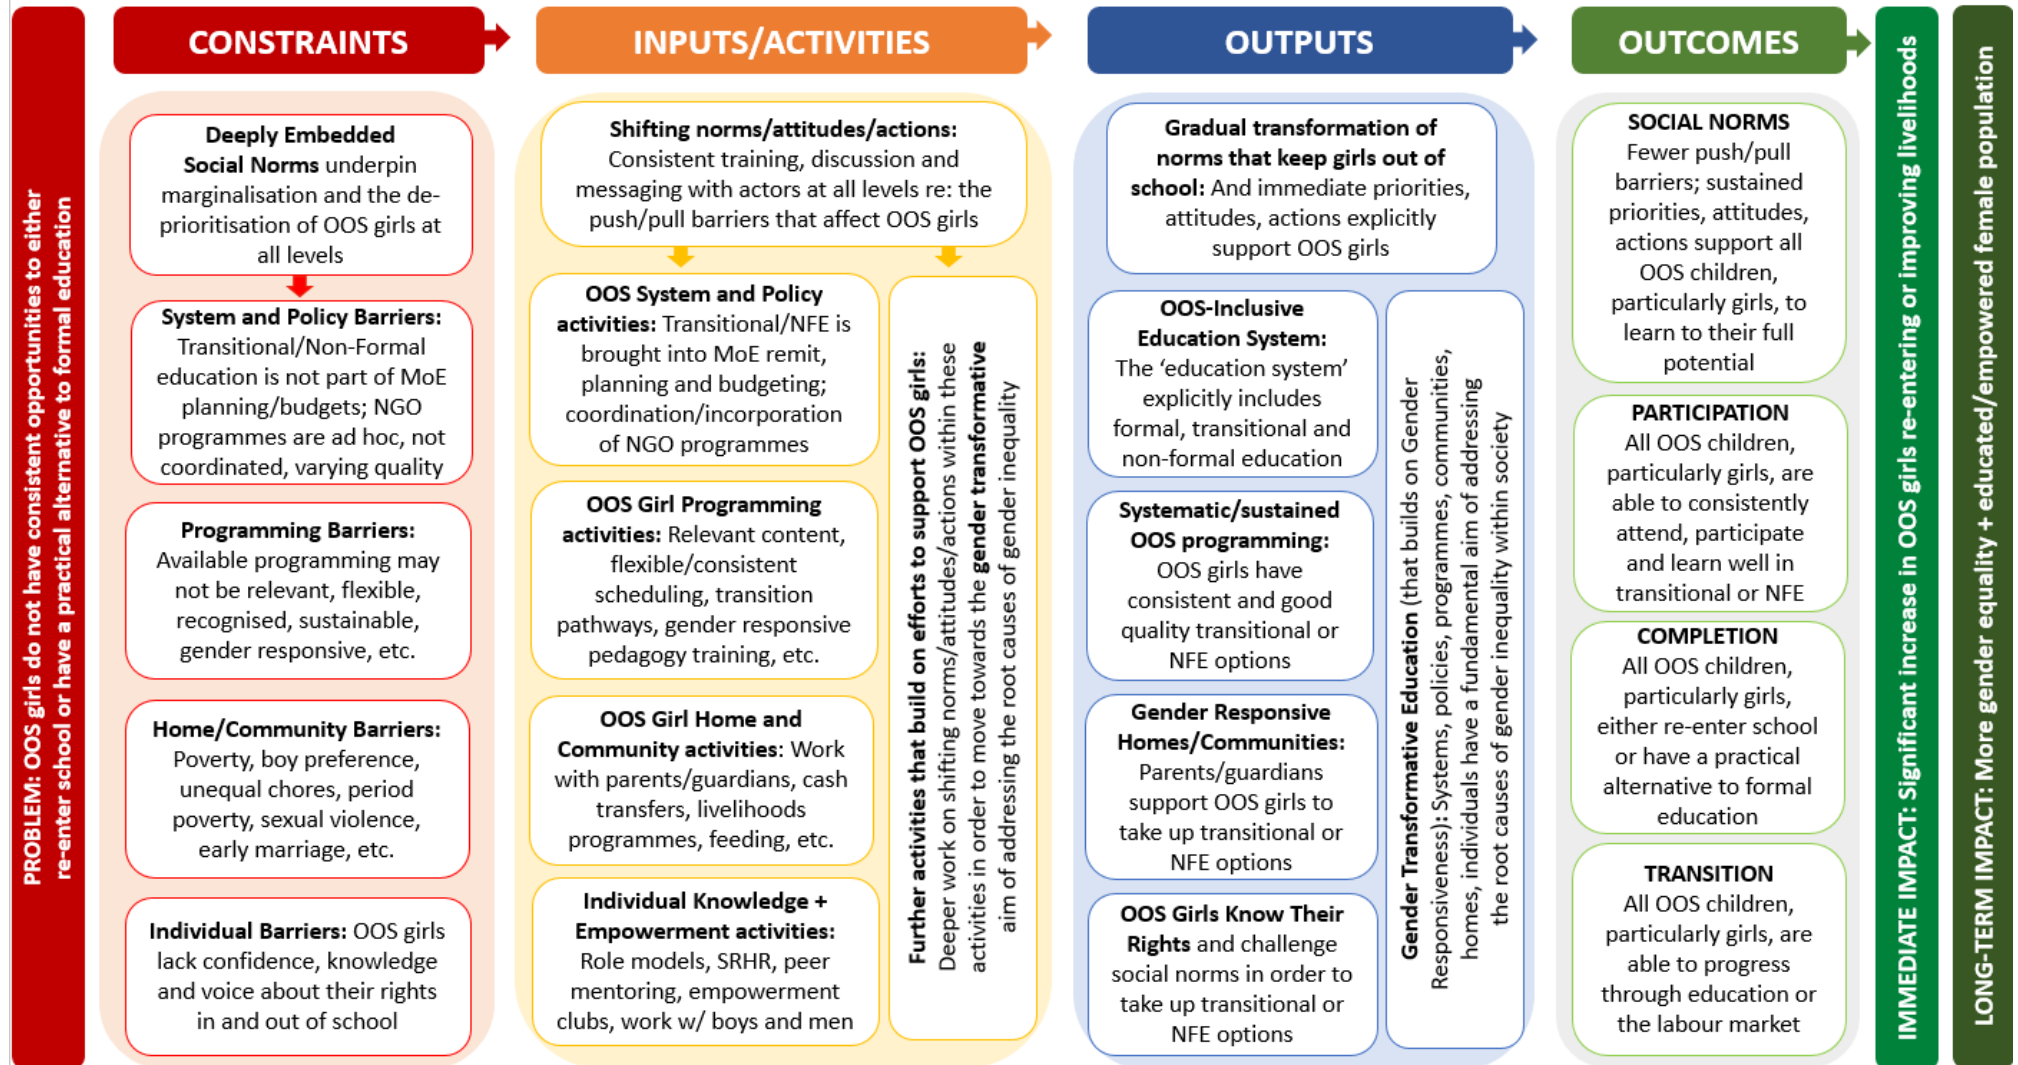 PROBLEM: OOS girls do not have consistent opportunities to either
re-enter school or have a practical alternative to formal education
CONSTRAINTS
Deeply Embedded
Social Norms underpin
marginalisation and the de-
prioritisation of OOS girls at
all levels
System and Policy Barriers:
Transitional/Non-Formal
education is not part of MoE
planning/budgets; NGO
programmes are ad hoc, not
coordinated, varying quality
Programming Barriers:
Available programming may
not be relevant, flexible,
recognised, sustainable,
gender responsive, etc.
Home/Community Barriers:
Poverty, boy preference,
unequal chores, period
poverty, sexual violence,
early marriage, etc.
Individual Barriers: OOS girls
lack confidence, knowledge
and voice about their rights
in and out of school
INPUTS/ACTIVITIES
Shifting norms/attitudes/actions:
Consistent training, discussion and
messaging with actors at all levels re: the
push/pull barriers that affect OOS girls
OOS System and Policy
activities: Transitional/NFE is
brought into MoE remit,
planning and budgeting;
coordination/incorporation
of NGO programmes
OOS Girl Programming
activities: Relevant content,
flexible/consistent
scheduling, transition
pathways, gender responsive
pedagogy training, etc.
OOS Girl Home and
Community activities: Work
with parents/guardians, cash
transfers, livelihoods
programmes, feeding, etc.
Individual Knowledge +
Empowerment activities:
Role models, SRHR, peer
mentoring, empowerment
clubs, work w/ boys and men
Further activities that build on efforts to support OOS girls:
Deeper work on shifting norms/attitudes/actions within these
activities in order to move towards the gender transformative
aim of addressing the root causes of gender inequality
OUTPUTS
Gradual transformation of
norms that keep girls out of
school: And immediate priorities,
attitudes, actions explicitly
support OOS girls
OOS-Inclusive
Education System:
The ‘education system’
explicitly includes
formal, transitional and
non-formal education
Systematic/sustained
OOS programming:
OOS girls have
consistent and good
quality transitional or
NFE options
Gender Responsive
Homes/Communities:
Parents/guardians
support OOS girls to
take up transitional or
NFE options
OOS Girls Know Their
Rights and challenge
social norms in order to
take up transitional or
NFE options
Gender Transformative Education (that builds on Gender
Responsiveness): Systems, policies, programmes, communities,
homes, individuals have a fundamental aim of addressing
the root causes of gender inequality within society
OUTCOMES
SOCIAL NORMS
Fewer push/pull
barriers; sustained
priorities, attitudes,
actions support all
OOS children,
particularly girls, to
learn to their full
potential
PARTICIPATION
All OOS children,
particularly girls, are
able to consistently
attend, participate
and learn well in
transitional or NFE
COMPLETION
All OOS children,
particularly girls,
either re-enter school
or have a practical
alternative to formal
education
TRANSITION
All OOS children,
particularly girls, are
able to progress
through education or
the labour market
IMMEDIATE IMPACT: Significant increase in OOS girls re-entering or improving livelihoods
LONG-TERM IMPACT: More gender equality + educated/empowered female population